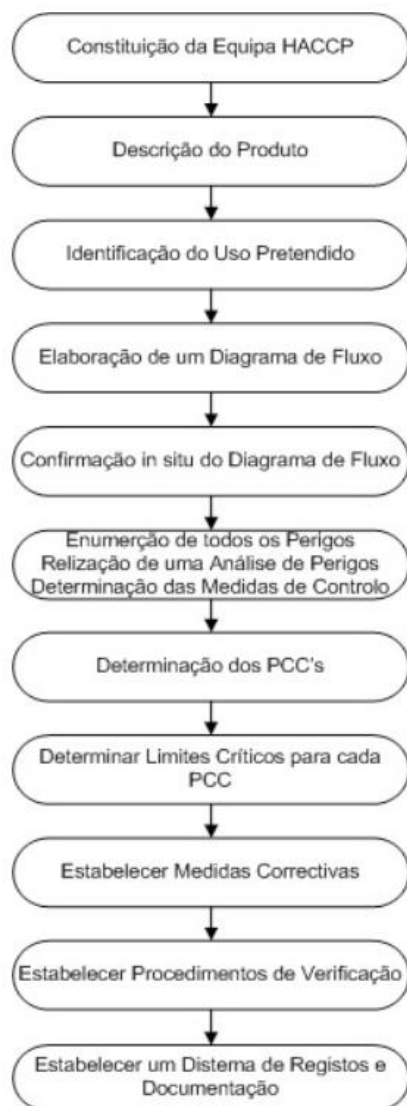 Constituição da Equipa HACCP
Descrição do Produto
Identificação do Uso Pretendido
Elaboração de um Diagrama de Fluxo
Confirmação in situ do Diagrama de Fluxo
Enumerção de todos os Perigos
Relização de uma Análise de Perigos
Determinação das Medidas de Controlo
Determinação dos PCC's
Determinar Limites Críticos para cada
PCC
Estabelecer Medidas Correctivas
Estabelecer Procedimentos de Verificação
Estabelecer um Distema de Registos e
Documentação